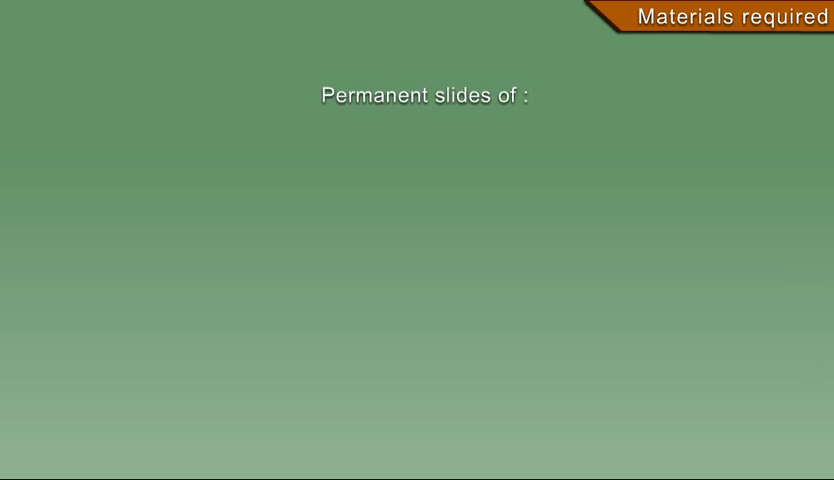 Materials required
Permanent slides of :